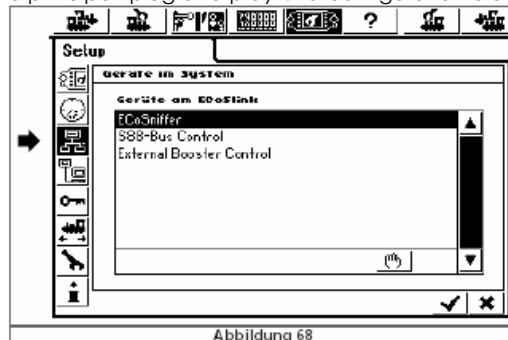 ?
Setup
Geräte im System
Geräte am ECoSlink
ECoSniffer
S88-Bus Control
External Booster Control
Abbildung 68